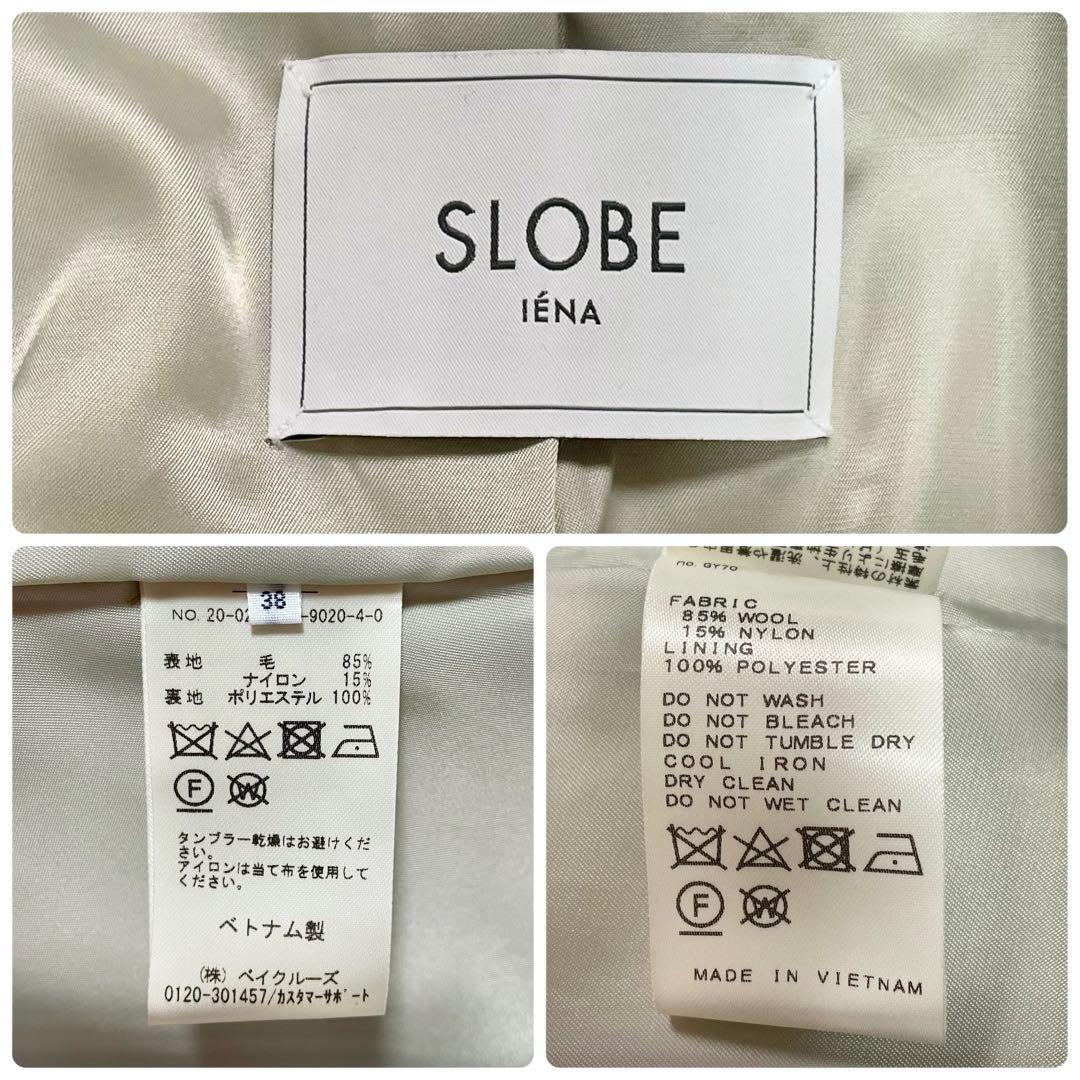 SLOBE
IÉNA
38
NO. 20-02 -9020-4-0
表地 毛 85%
ナイロン 15%
裏地 ポリエステル 100%
F W
タンブラー乾燥はお避けくだ
さい。
アイロンは当て布を使用して
ください。
ベトナム製
(株) ベイクルーズ
0120-301457/カスタマーサポート
no. GY70
FABRIC
85% WOOL
15% NYLON
LINING
100% POLYESTER
DO NOT WASH
DO NOT BLEACH
DO NOT TUMBLE DRY
COOL IRON
DRY CLEAN
DO NOT WET CLEAN
F W
MADE IN VIETNAM